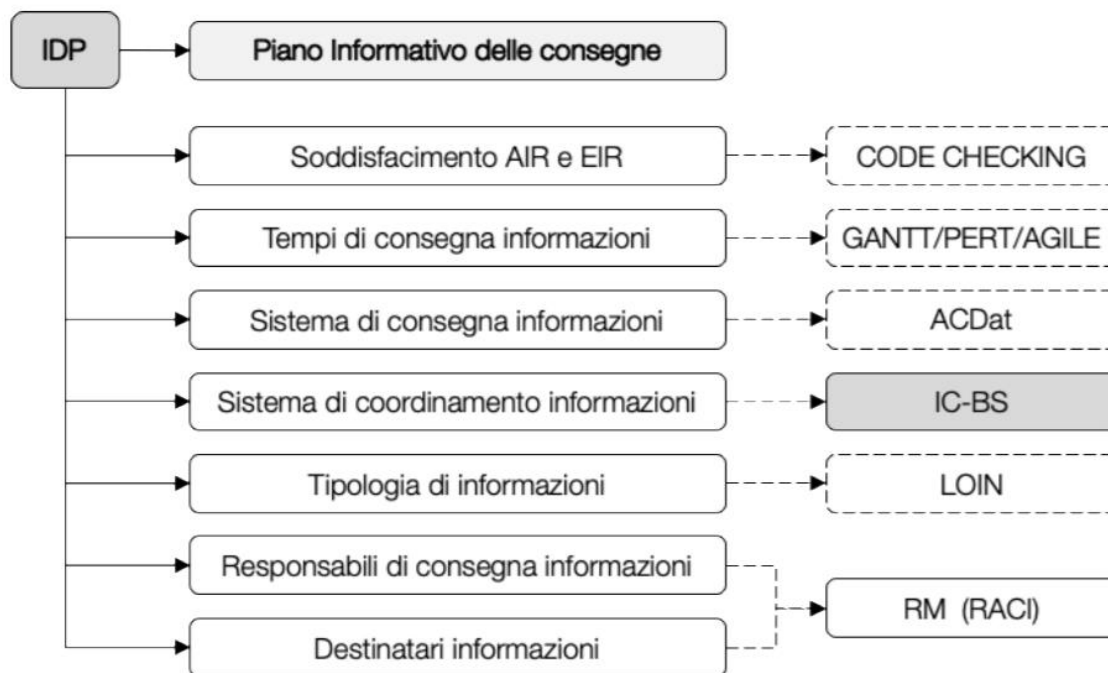 IDP
Piano Informativo delle consegne
Soddisfacimento AIR e EIR
CODE CHECKING
Tempi di consegna informazioni
GANTT/PERT/AGILE
Sistema di consegna informazioni
ACDat
Sistema di coordinamento informazioni
IC-BS
Tipologia di informazioni
LOIN
Responsabili di consegna informazioni
RM (RACI)
Destinatari informazioni